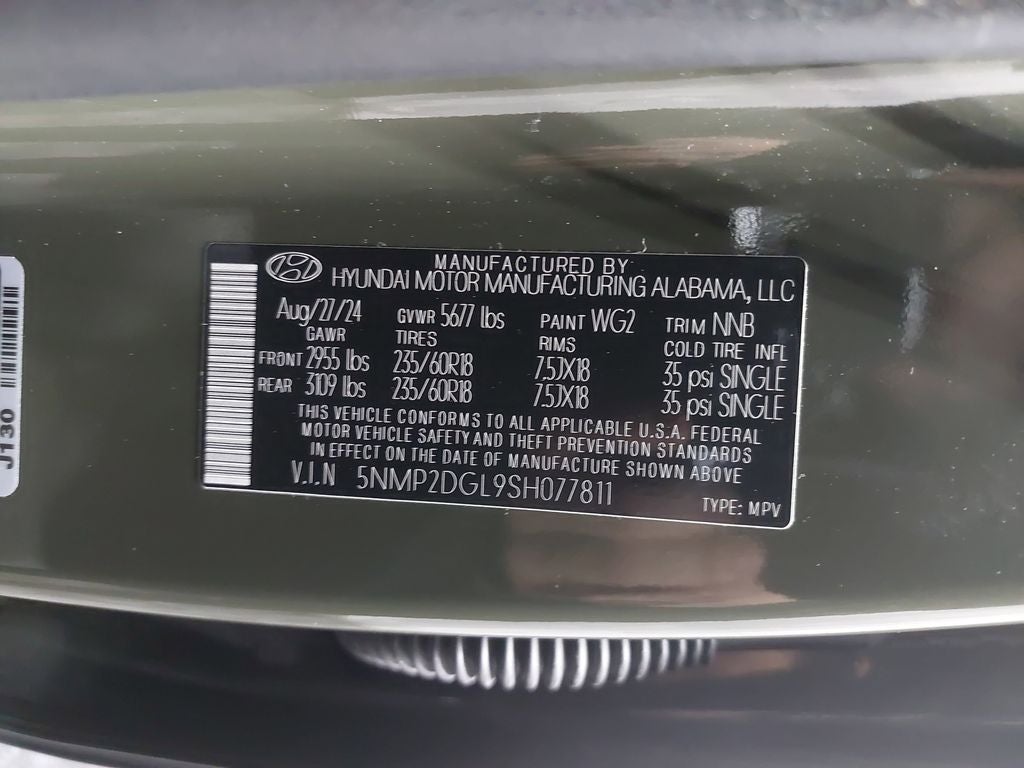 MANUFACTURED BY
HYUNDAI MOTOR MANUFACTURING ALABAMA, LLC
Aug/27/24 GVWR 5677 lbs PAINT WG2 TRIM NNB
GAWR TIRES RIMS COLD TIRE INFL
FRONT 2955 lbs 235/60R18 7.5JX18 35 psi SINGLE
REAR 3109 lbs 235/60R18 7.5JX18 35 psi SINGLE
THIS VEHICLE CONFORMS TO ALL APPLICABLE U.S.A. FEDERAL
MOTOR VEHICLE SAFETY AND THEFT PREVENTION STANDARDS
IN EFFECT ON THE DATE OF MANUFACTURE SHOWN ABOVE
V.I.N 5NMP2DGL9SH077811
TYPE: MPV
J130